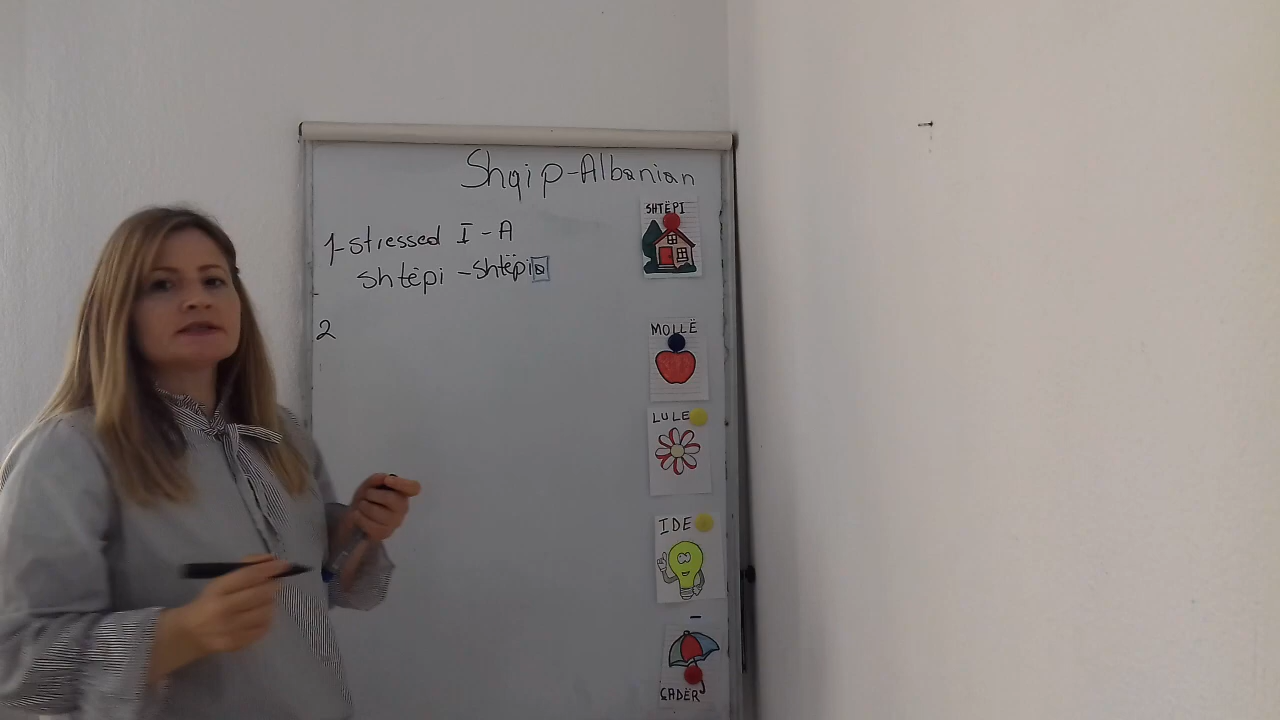 Shqip-Albanian
1-stressed I-A
shtëpi-shtëpia
2
SHTËPI
MOLLË
LULE
IDE
ÇADËR